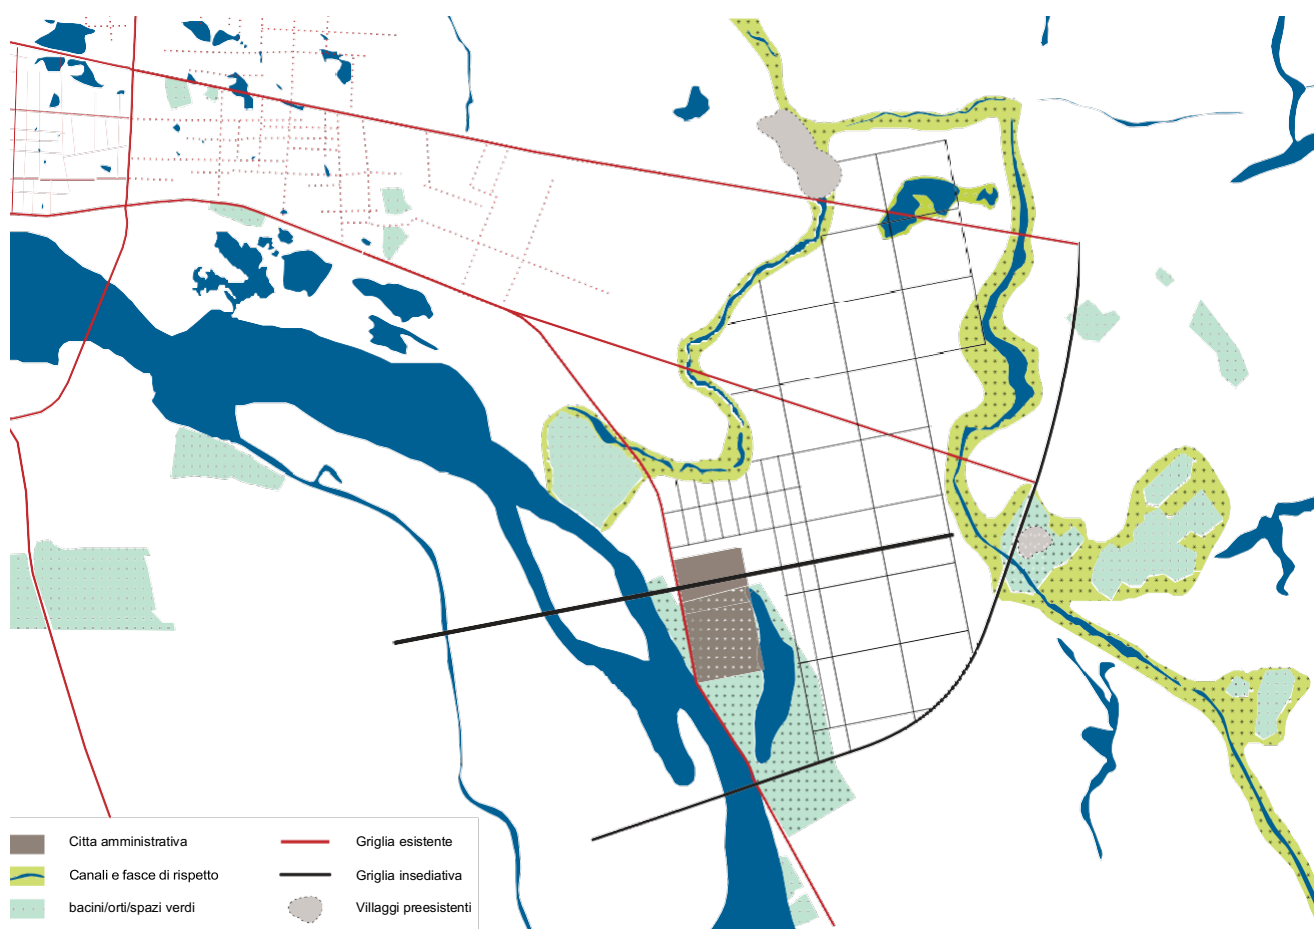 Citta amministrativa
Griglia esistente
Canali e fasce di rispetto
Griglia insediativa
bacini/orti/spazi verdi
Villaggi preesistenti